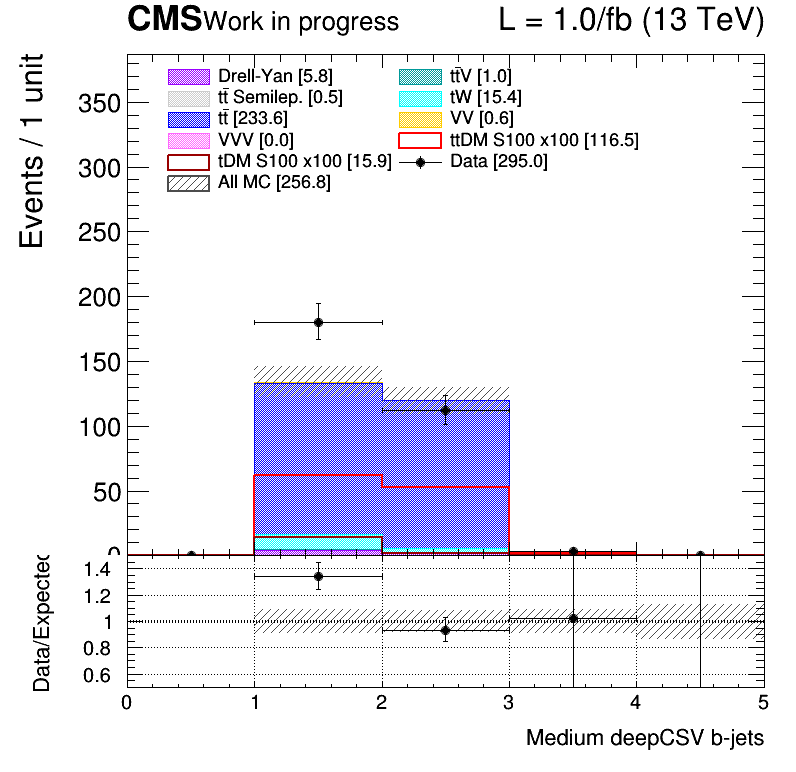 CMS Work in progress L = 1.0/fb (13 TeV)
Events / 1 unit
Drell-Yan [5.8] tt̄V [1.0]
tt̄ Semilep. [0.5] tW [15.4]
tt̄ [233.6] VV [0.6]
VVV [0.0] ttDM S100 x100 [116.5]
tDM S100 x100 [15.9] Data [295.0]
All MC [256.8]
350
300
250
200
150
100
50
0
Data/Expected
1.4
1.2
1
0.8
0.6
0 1 2 3 4 5
Medium deepCSV b-jets